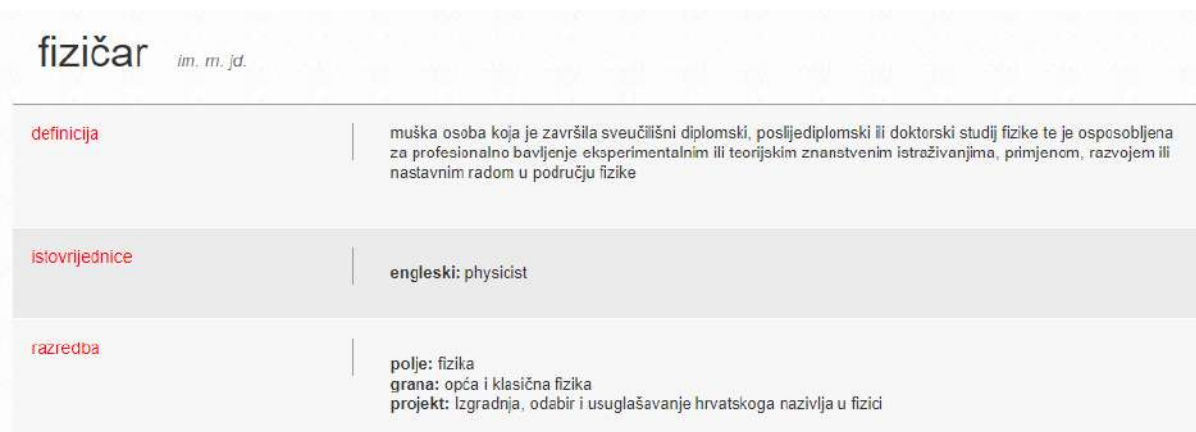 fizičar im. m. jd.
definicija
muška osoba koja je završila sveučilišni diplomski, poslijediplomski ili doktorski studij fizike te je osposobljena
za profesionalno bavljenje eksperimentalnim ili teorijskim znanstvenim istraživanjima, primjenom, razvojem ili
nastavnim radom u području fizike
istovrijednice
engleski: physicist
razredba
polje: fizika
grana: opća i klasična fizika
projekt: Izgradnja, odabir i usuglašavanje hrvatskoga nazivlja u fizici